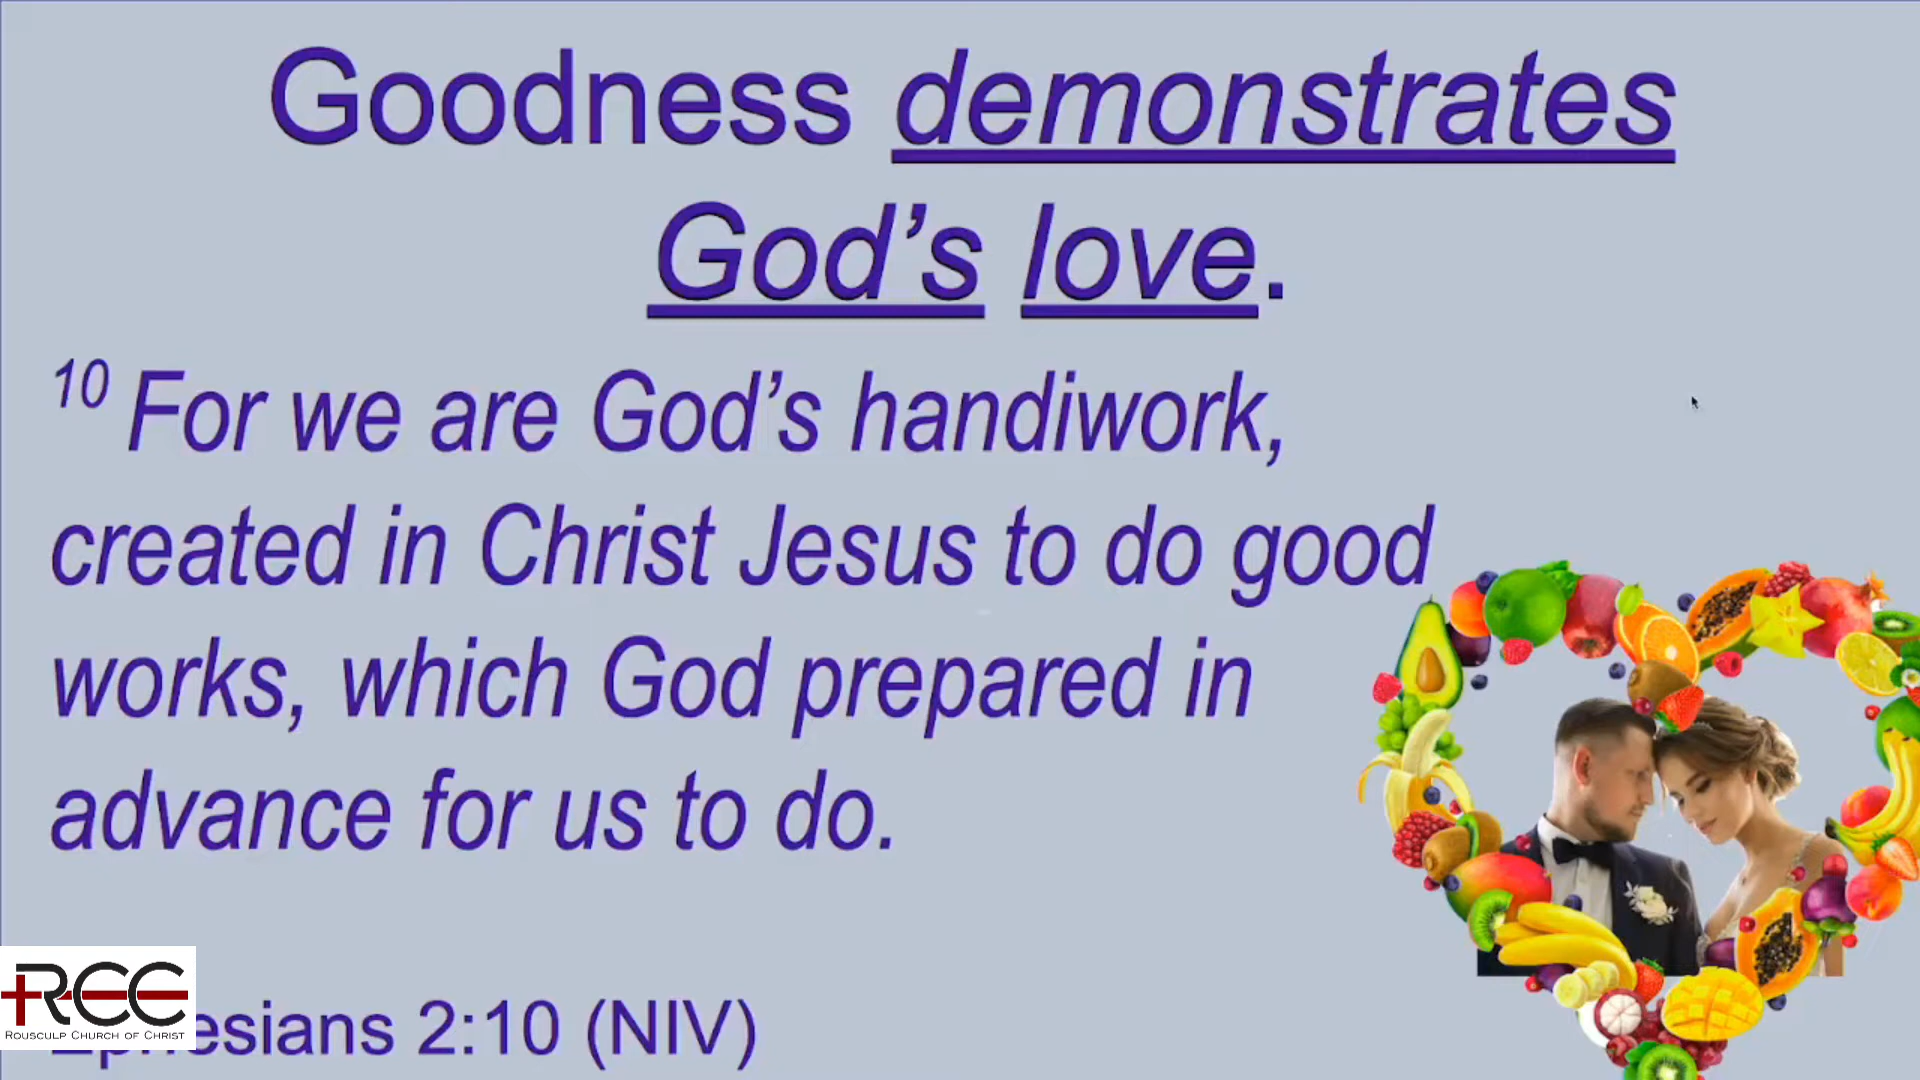 Goodness demonstrates
God’s love.
10 For we are God’s handiwork,
created in Christ Jesus to do good
works, which God prepared in
advance for us to do.
RCC
Rousculp Church of Christ
Ephesians 2:10 (NIV)